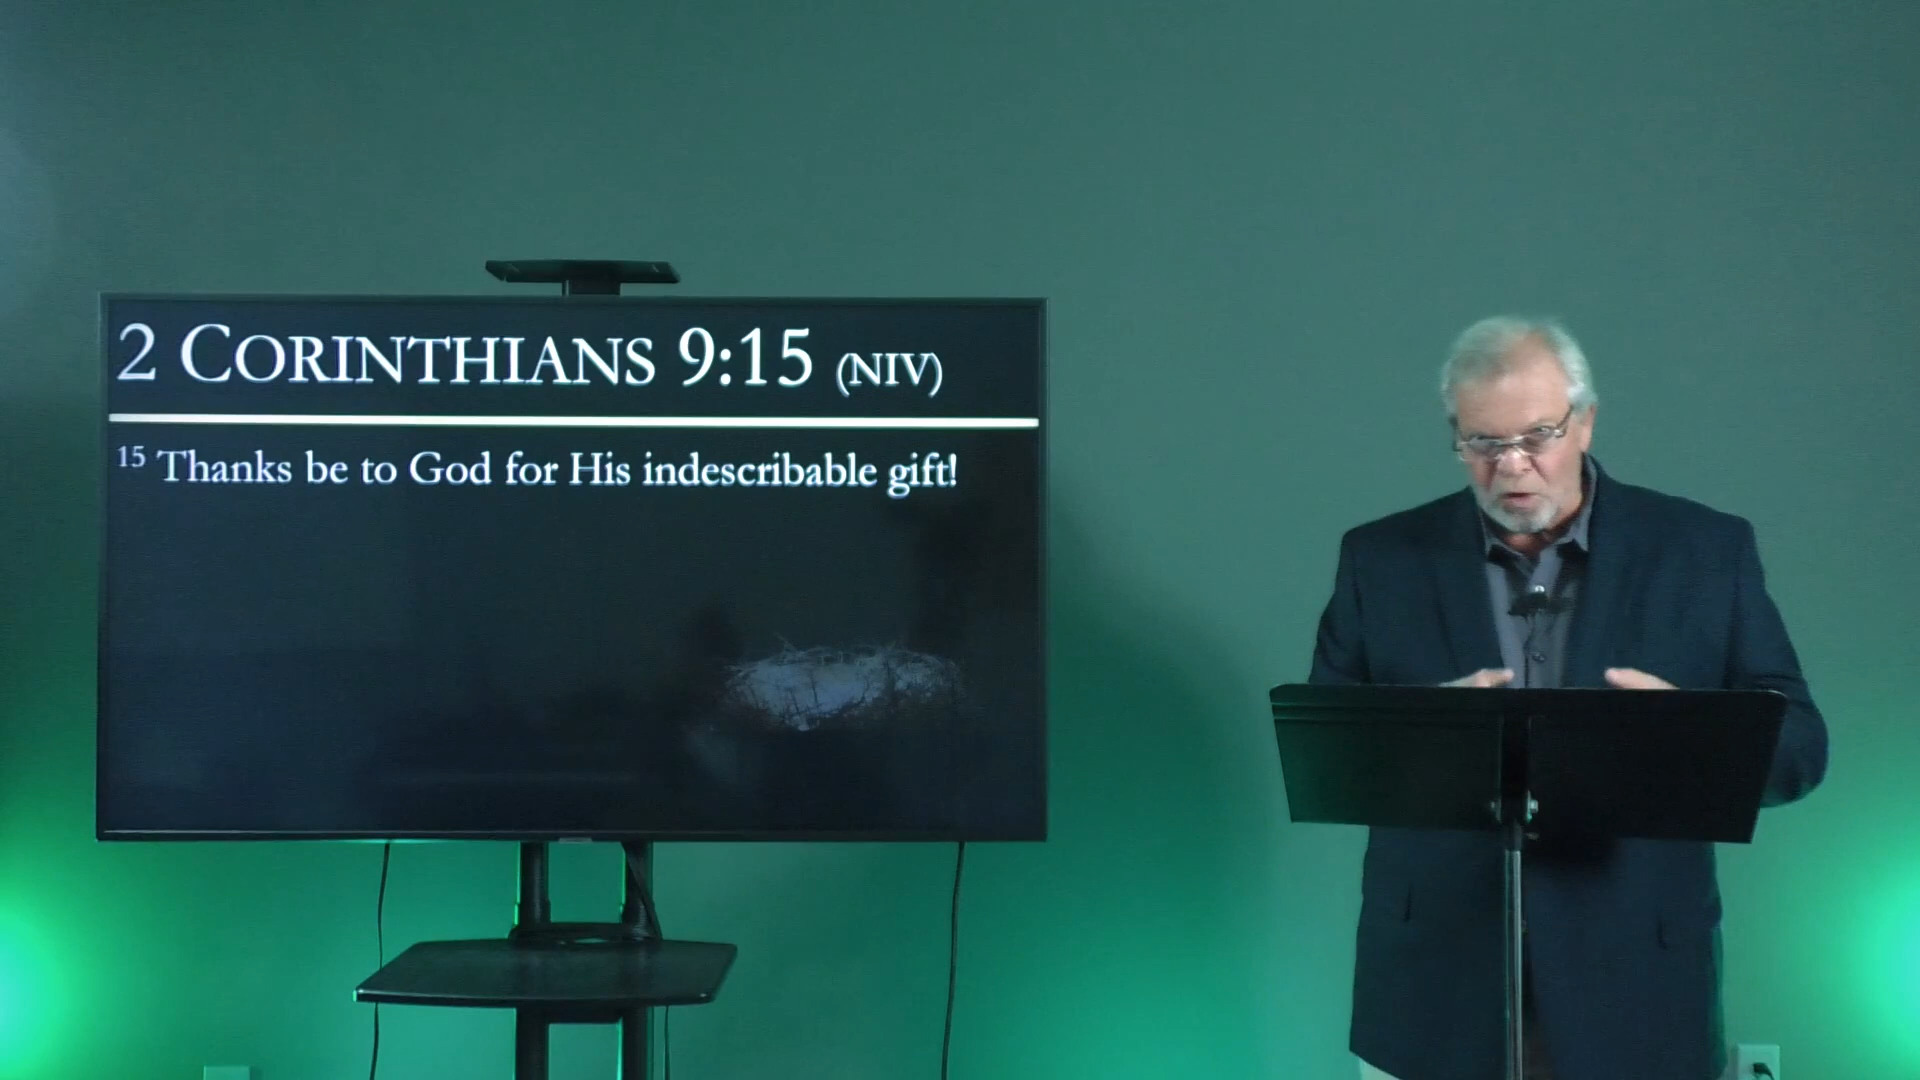 2 CORINTHIANS 9:15 (NIV)
15 Thanks be to God for His indescribable gift!